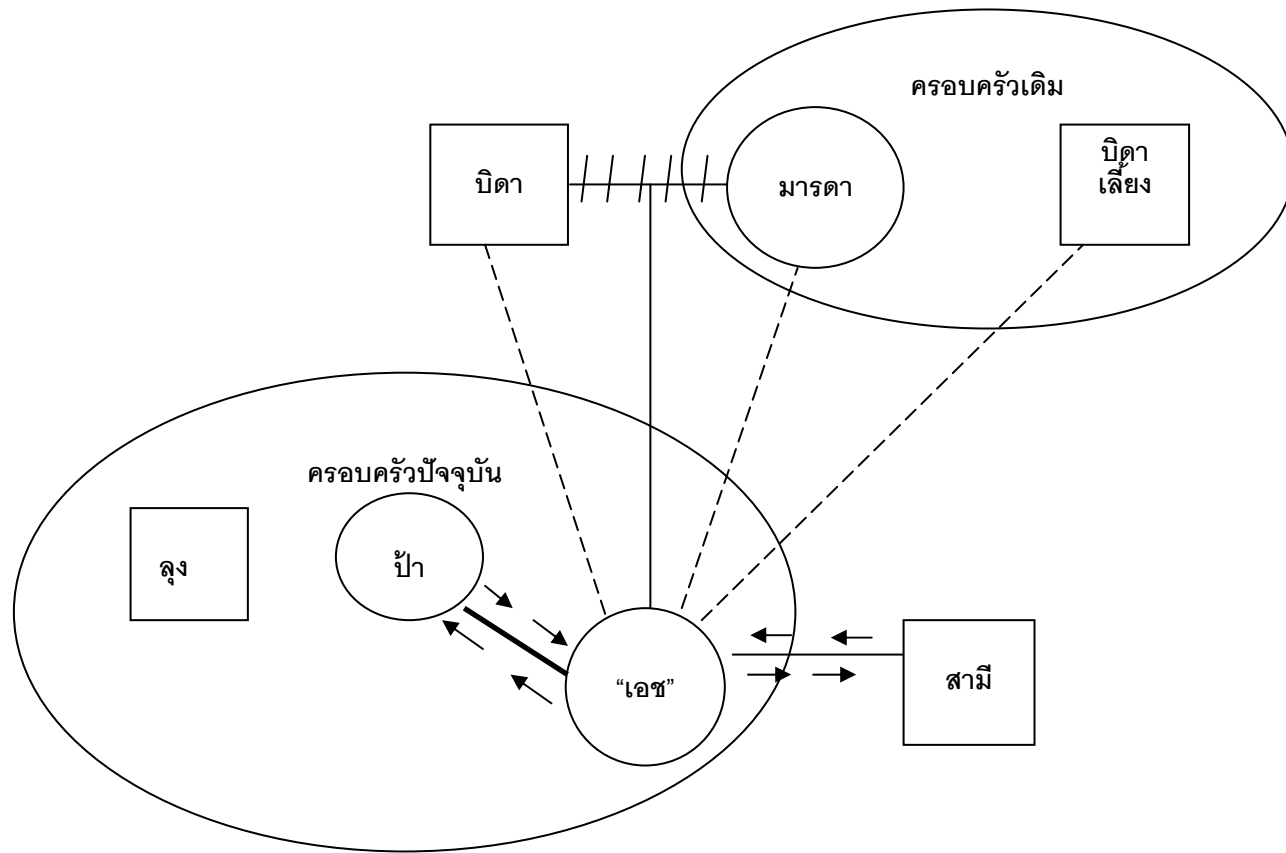 ครอบครัวเดิม
บิดา
มารดา
บิดา
เลี้ยง
ครอบครัวปัจจุบัน
ลุง
ป้า
“เอช”
สามี